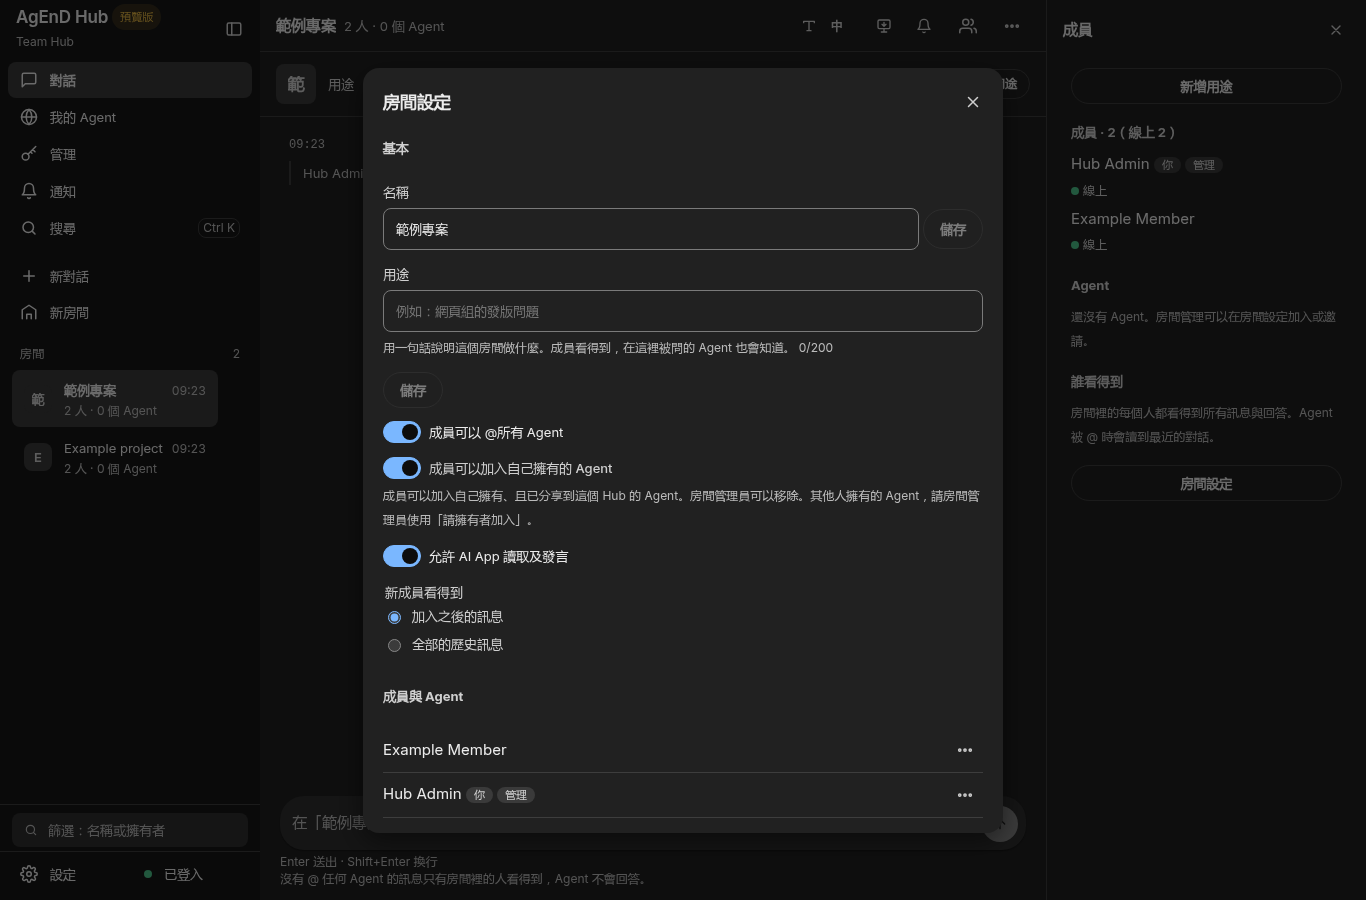 AgEnD Hub 預覽版
Team Hub
對話
我的 Agent
管理
通知
搜尋 Ctrl K
新對話
新房間
房間 2
範 範例專案 09:23
2 人 · 0 個 Agent
E Example project 09:23
2 人 · 0 個 Agent
篩選：名稱或擁有者
設定 已登入
範例專案 2 人 · 0 個 Agent
中
範 用途
途
09:23
Hub Admi
房間設定
基本
名稱
範例專案 儲存
用途
例如：網頁組的發版問題
用一句話說明這個房間做什麼。成員看得到，在這裡被問的 Agent 也會知道。 0/200
儲存
成員可以 @所有 Agent
成員可以加入自己擁有的 Agent
成員可以加入自己擁有、且已分享到這個 Hub 的 Agent。房間管理員可以移除。其他人擁有的 Agent，請房間管
理員使用「請擁有者加入」。
允許 AI App 讀取及發言
新成員看得到
加入之後的訊息
全部的歷史訊息
成員與 Agent
Example Member
Hub Admin 你 管理
在「範例專
Enter 送出 · Shift+Enter 換行
沒有 @ 任何 Agent 的訊息只有房間裡的人看得到，Agent 不會回答。
成員
新增用途
成員 · 2（線上 2）
Hub Admin 你 管理
線上
Example Member
線上
Agent
還沒有 Agent。房間管理可以在房間設定加入或邀
請。
誰看得到
房間裡的每個人都看得到所有訊息與回答。Agent
被 @ 時會讀到最近的對話。
房間設定